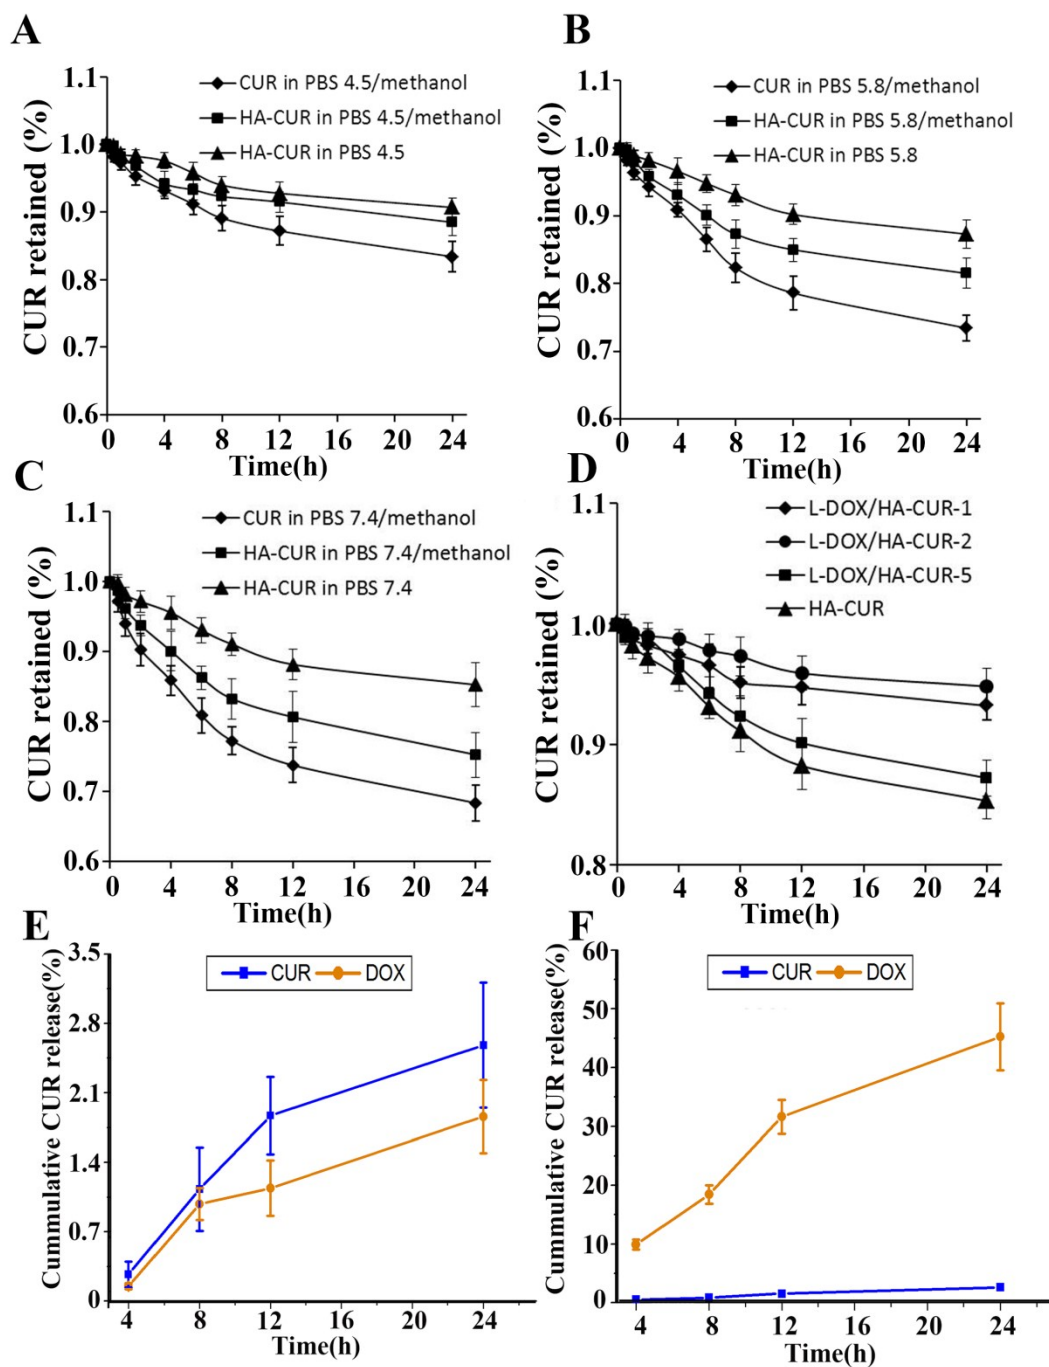 A
CUR retained (%)
1.1
1.0
0.9
0.8
0.7
0.6
CUR in PBS 4.5/methanol
HA-CUR in PBS 4.5/methanol
HA-CUR in PBS 4.5
0 4 8 12 16 20 24
Time(h)
B
CUR retained (%)
1.1
1.0
0.9
0.8
0.7
0.6
CUR in PBS 5.8/methanol
HA-CUR in PBS 5.8/methanol
HA-CUR in PBS 5.8
0 4 8 12 16 20 24
Time(h)
C
CUR retained (%)
1.1
1.0
0.9
0.8
0.7
0.6
CUR in PBS 7.4/methanol
HA-CUR in PBS 7.4/methanol
HA-CUR in PBS 7.4
0 4 8 12 16 20 24
Time(h)
D
CUR retained (%)
1.1
1.0
0.9
0.8
L-DOX/HA-CUR-1
L-DOX/HA-CUR-2
L-DOX/HA-CUR-5
HA-CUR
0 4 8 12 16 20 24
Time(h)
E
Cummulative CUR release(%)
3.5
2.8
2.1
1.4
0.7
0
CUR DOX
4 8 12 16 20 24
Time(h)
F
Cummulative CUR release(%)
60
50
40
30
20
10
0
CUR DOX
4 8 12 16 20 24
Time(h)